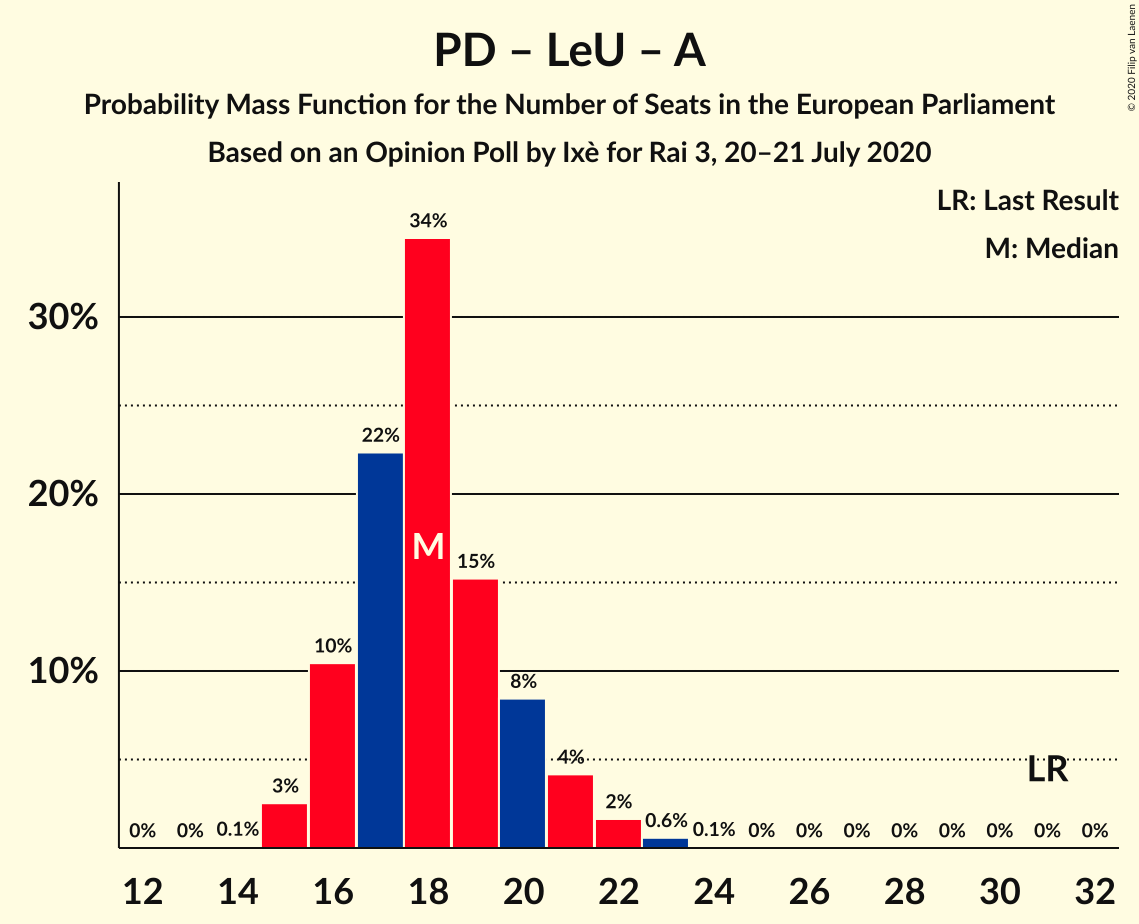 PD – LeU – A
Probability Mass Function for the Number of Seats in the European Parliament
Based on an Opinion Poll by Ixè for Rai 3, 20–21 July 2020
© 2020 Filip van Laenen
LR: Last Result
M: Median
30%
20%
10%
0% 0% 0.1% 3% 10% 22% 34% 15% 8% 4% 2% 0.6% 0.1% 0% 0% 0% 0% 0% 0% 0% 0%
M
LR
12 14 16 18 20 22 24 26 28 30 32